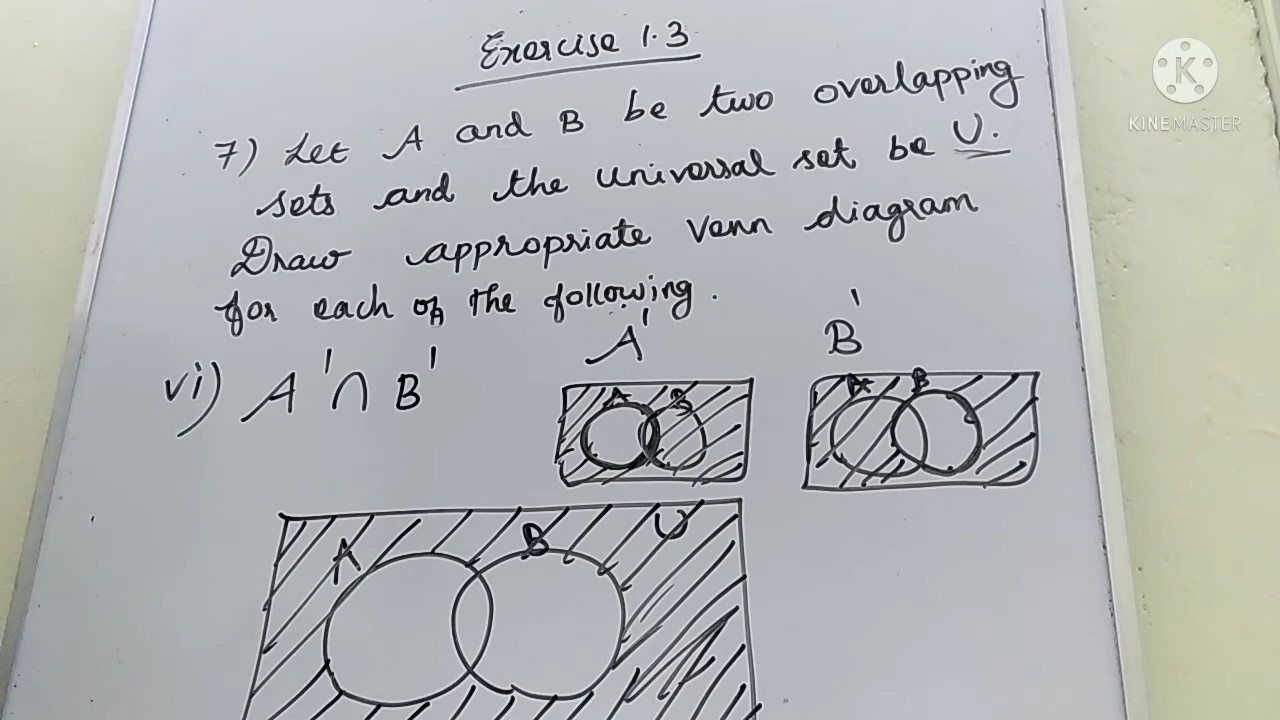 Exercise 1.3
K
KINEMASTER
7) Let A and B be two overlapping
sets and the universal set be U.
Draw appropriate Venn diagram
for each of the following.
vi) A' ∩ B'
A'
B'
A B
A B
A B U